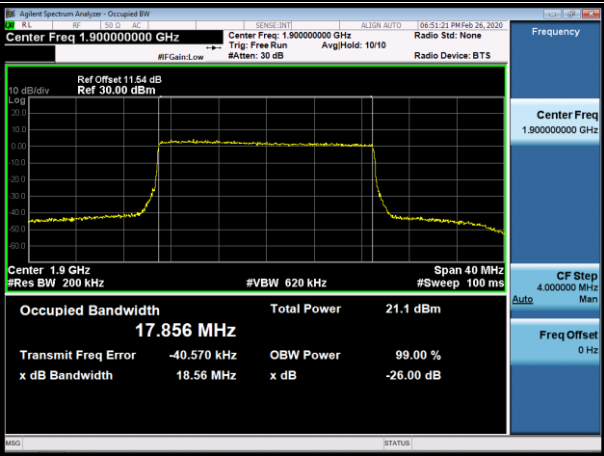 Agilent Spectrum Analyzer - Occupied BW
RL RF 50 Ω AC SENSE:INT ALIGN AUTO 06:51:21 PM Feb 26, 2020
Center Freq 1.900000000 GHz
Center Freq: 1.900000000 GHz
Radio Std: None
Trig: Free Run Avg|Hold: 10/10
#IFGain:Low
#Atten: 30 dB
Radio Device: BTS
Ref Offset 11.54 dB
10 dB/div Ref 30.00 dBm
Log
20.0
10.0
0.00
-10.0
-20.0
-30.0
-40.0
-50.0
-60.0
Center 1.9 GHz Span 40 MHz
#Res BW 200 kHz #VBW 620 kHz #Sweep 100 ms
Occupied Bandwidth Total Power 21.1 dBm
17.856 MHz
Transmit Freq Error -40.570 kHz OBW Power 99.00 %
x dB Bandwidth 18.56 MHz x dB -26.00 dB
MSG STATUS
Frequency
Center Freq
1.900000000 GHz
CF Step
4.000000 MHz
Auto Man
Freq Offset
0 Hz